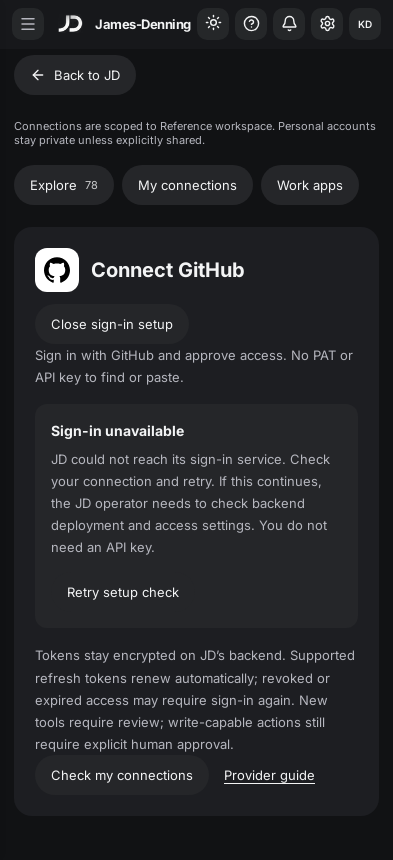 James-Denning
KD
Back to JD
Connections are scoped to Reference workspace. Personal accounts
stay private unless explicitly shared.
Explore 78
My connections
Work apps
Connect GitHub
Close sign-in setup
Sign in with GitHub and approve access. No PAT or
API key to find or paste.
Sign-in unavailable
JD could not reach its sign-in service. Check
your connection and retry. If this continues,
the JD operator needs to check backend
deployment and access settings. You do not
need an API key.
Retry setup check
Tokens stay encrypted on JD’s backend. Supported
refresh tokens renew automatically; revoked or
expired access may require sign-in again. New
tools require review; write-capable actions still
require explicit human approval.
Check my connections
Provider guide